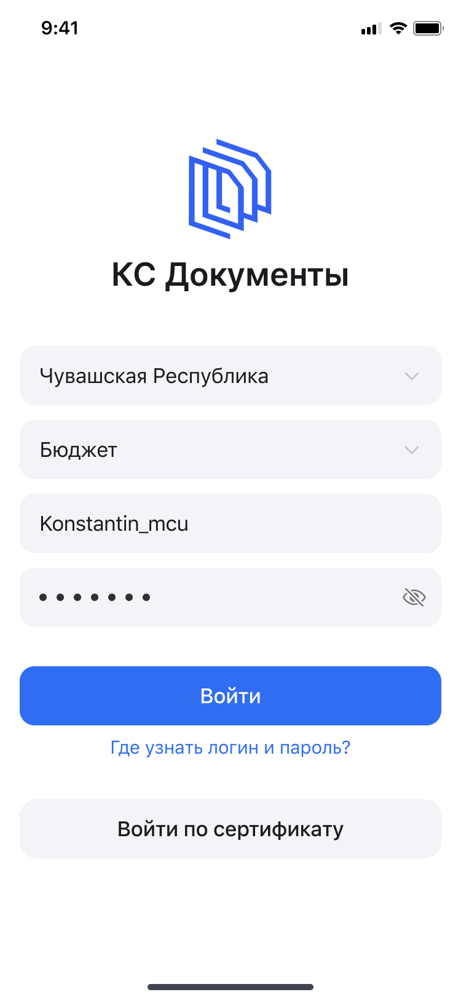 9:41
КС Документы
Чувашская Республика
Бюджет
Konstantin_mcu
•••••••
Войти
Где узнать логин и пароль?
Войти по сертификату